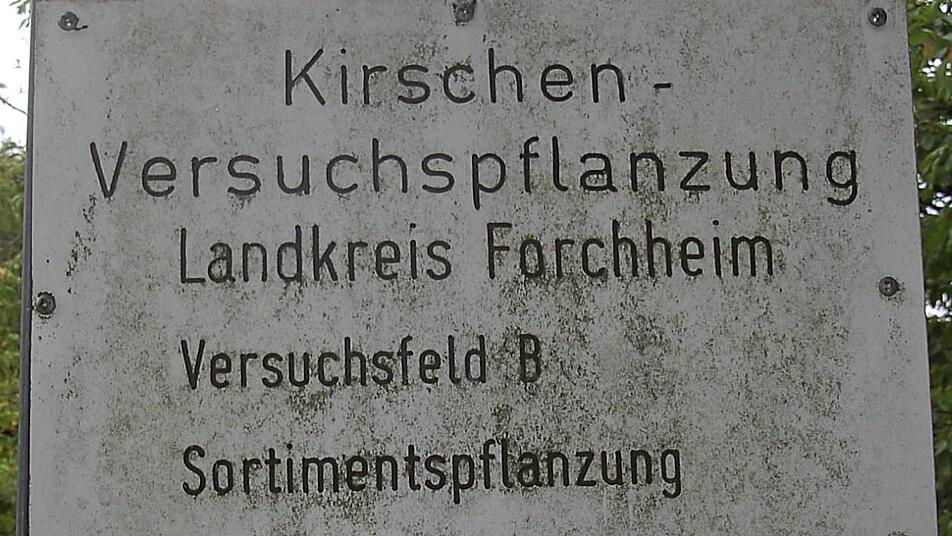 Kirschen-
Versuchspflanzung
Landkreis Forchheim
Versuchsfeld B
Sortimentspflanzung